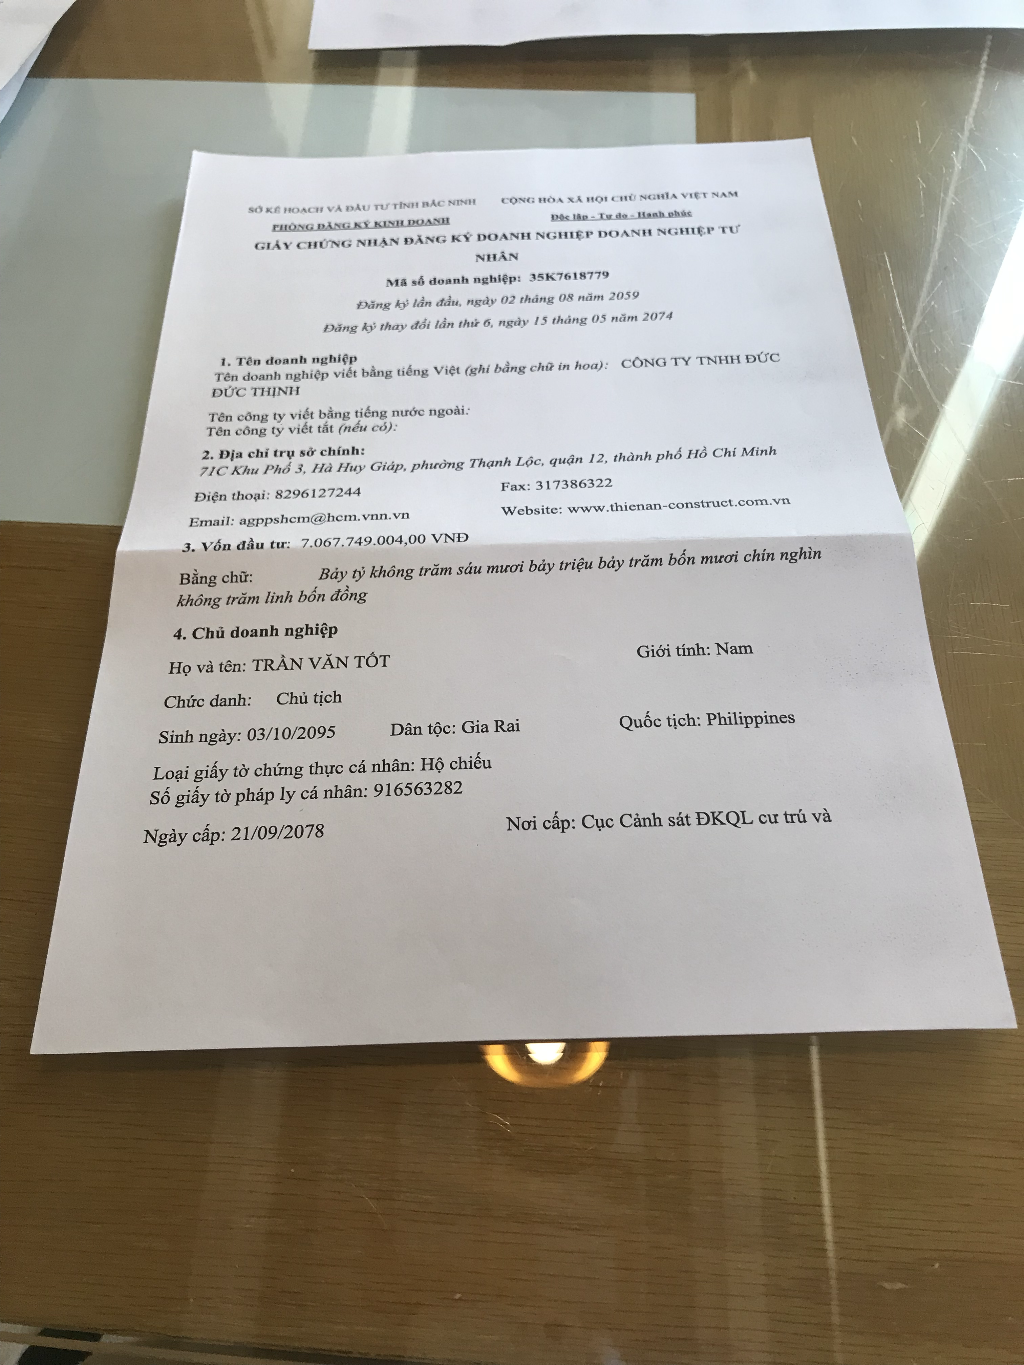 SỞ KẾ HOẠCH VÀ ĐẦU TƯ TỈNH BẮC NINH CỘNG HÒA XÃ HỘI CHỦ NGHĨA VIỆT NAM
PHÒNG ĐĂNG KÝ KINH DOANH Độc lập - Tự do - Hạnh phúc
GIẤY CHỨNG NHẬN ĐĂNG KÝ DOANH NGHIỆP DOANH NGHIỆP TƯ
NHÂN
Mã số doanh nghiệp: 35K7618779
Đăng ký lần đầu, ngày 02 tháng 08 năm 2059
Đăng ký thay đổi lần thứ 6, ngày 15 tháng 05 năm 2074
1. Tên doanh nghiệp
Tên doanh nghiệp viết bằng tiếng Việt (ghi bằng chữ in hoa): CÔNG TY TNHH ĐỨC
ĐỨC THỊNH
Tên công ty viết bằng tiếng nước ngoài:
Tên công ty viết tắt (nếu có):
2. Địa chỉ trụ sở chính:
71C Khu Phố 3, Hà Huy Giáp, phường Thạnh Lộc, quận 12, thành phố Hồ Chí Minh
Điện thoại: 8296127244 Fax: 317386322
Email: agppshcm@hcm.vnn.vn Website: www.thienan-construct.com.vn
3. Vốn đầu tư: 7.067.749.004,00 VNĐ
Bằng chữ: Bảy tỷ không trăm sáu mươi bảy triệu bảy trăm bốn mươi chín nghìn
không trăm linh bốn đồng
4. Chủ doanh nghiệp
Họ và tên: TRẦN VĂN TỐT Giới tính: Nam
Chức danh: Chủ tịch
Sinh ngày: 03/10/2095 Dân tộc: Gia Rai Quốc tịch: Philippines
Loại giấy tờ chứng thực cá nhân: Hộ chiếu
Số giấy tờ pháp ly cá nhân: 916563282
Ngày cấp: 21/09/2078 Nơi cấp: Cục Cảnh sát ĐKQL cư trú và